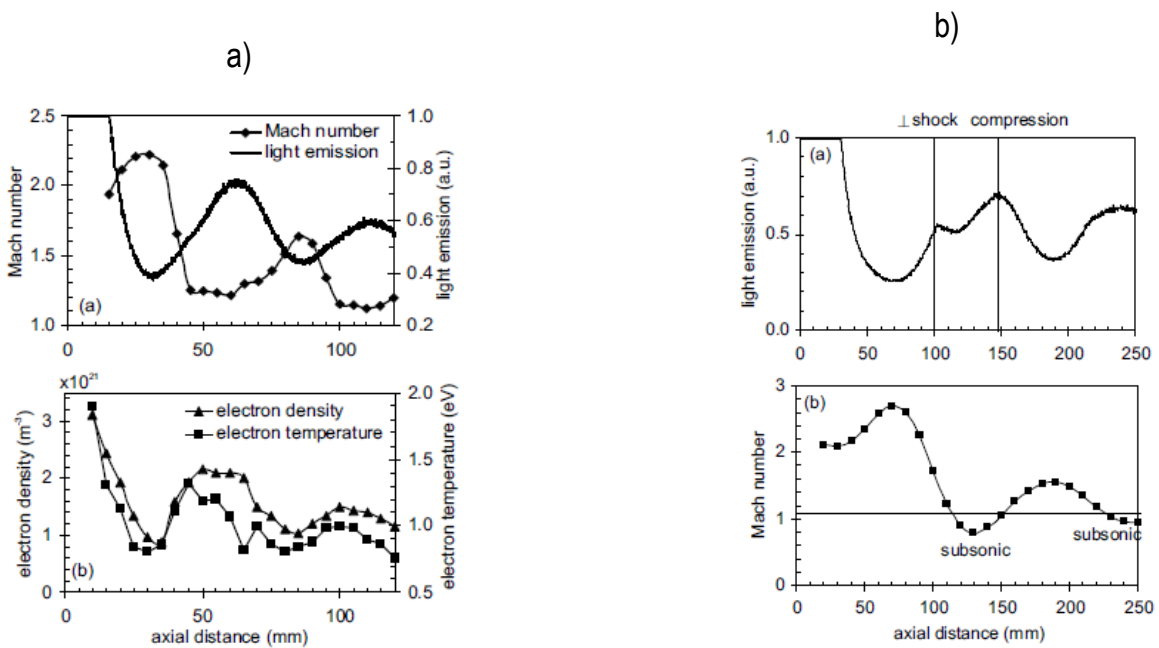 a)
2.5
2.0
1.5
1.0
Mach number
Mach number
light emission
1.0
0.8
0.6
0.4
0.2
light emission (a.u.)
(a)
0 50 100
x10²¹
3
2
1
0
electron density (m⁻³)
electron density
electron temperature
2.0
1.5
1.0
0.5
electron temperature (eV)
(b)
0 50 100
axial distance (mm)
b)
⊥shock compression
1.0
0.5
0.0
light emission (a.u.)
(a)
0 50 100 150 200 250
3
2
1
0
Mach number
(b)
subsonic
subsonic
0 50 100 150 200 250
axial distance (mm)